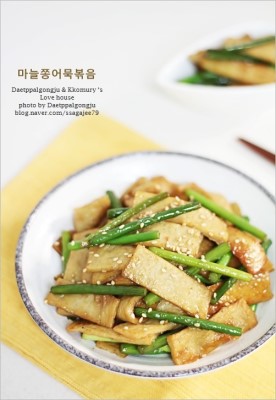 마늘쫑어묵볶음
Daetppalgongju & Kkomury 's
Love house
photo by Daetppalgongju
blog.naver.com/ssagajee79